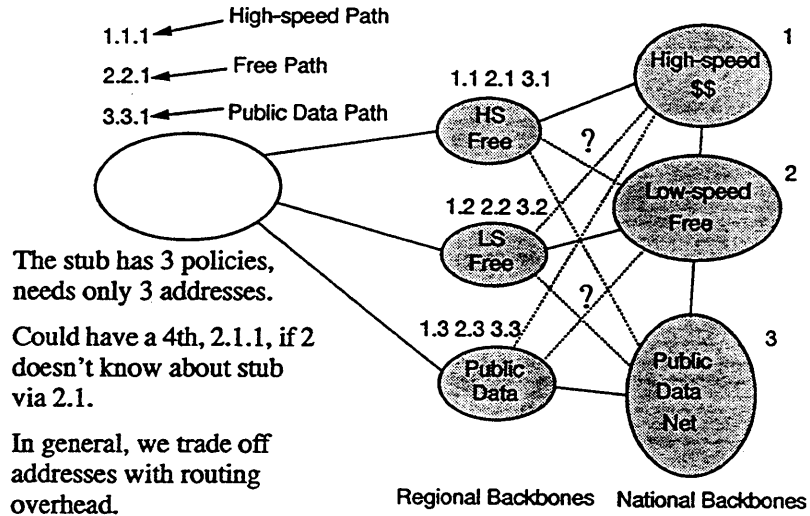 1.1.1 High-speed Path
2.2.1 Free Path
3.3.1 Public Data Path
1.1 2.1 3.1
HS
Free
1.2 2.2 3.2
LS
Free
1.3 2.3 3.3
Public
Data
?
?
High-speed
$$
1
Low-speed
Free
2
Public
Data
Net
3
The stub has 3 policies,
needs only 3 addresses.
Could have a 4th, 2.1.1, if 2
doesn't know about stub
via 2.1.
In general, we trade off
addresses with routing
overhead.
Regional Backbones
National Backbones